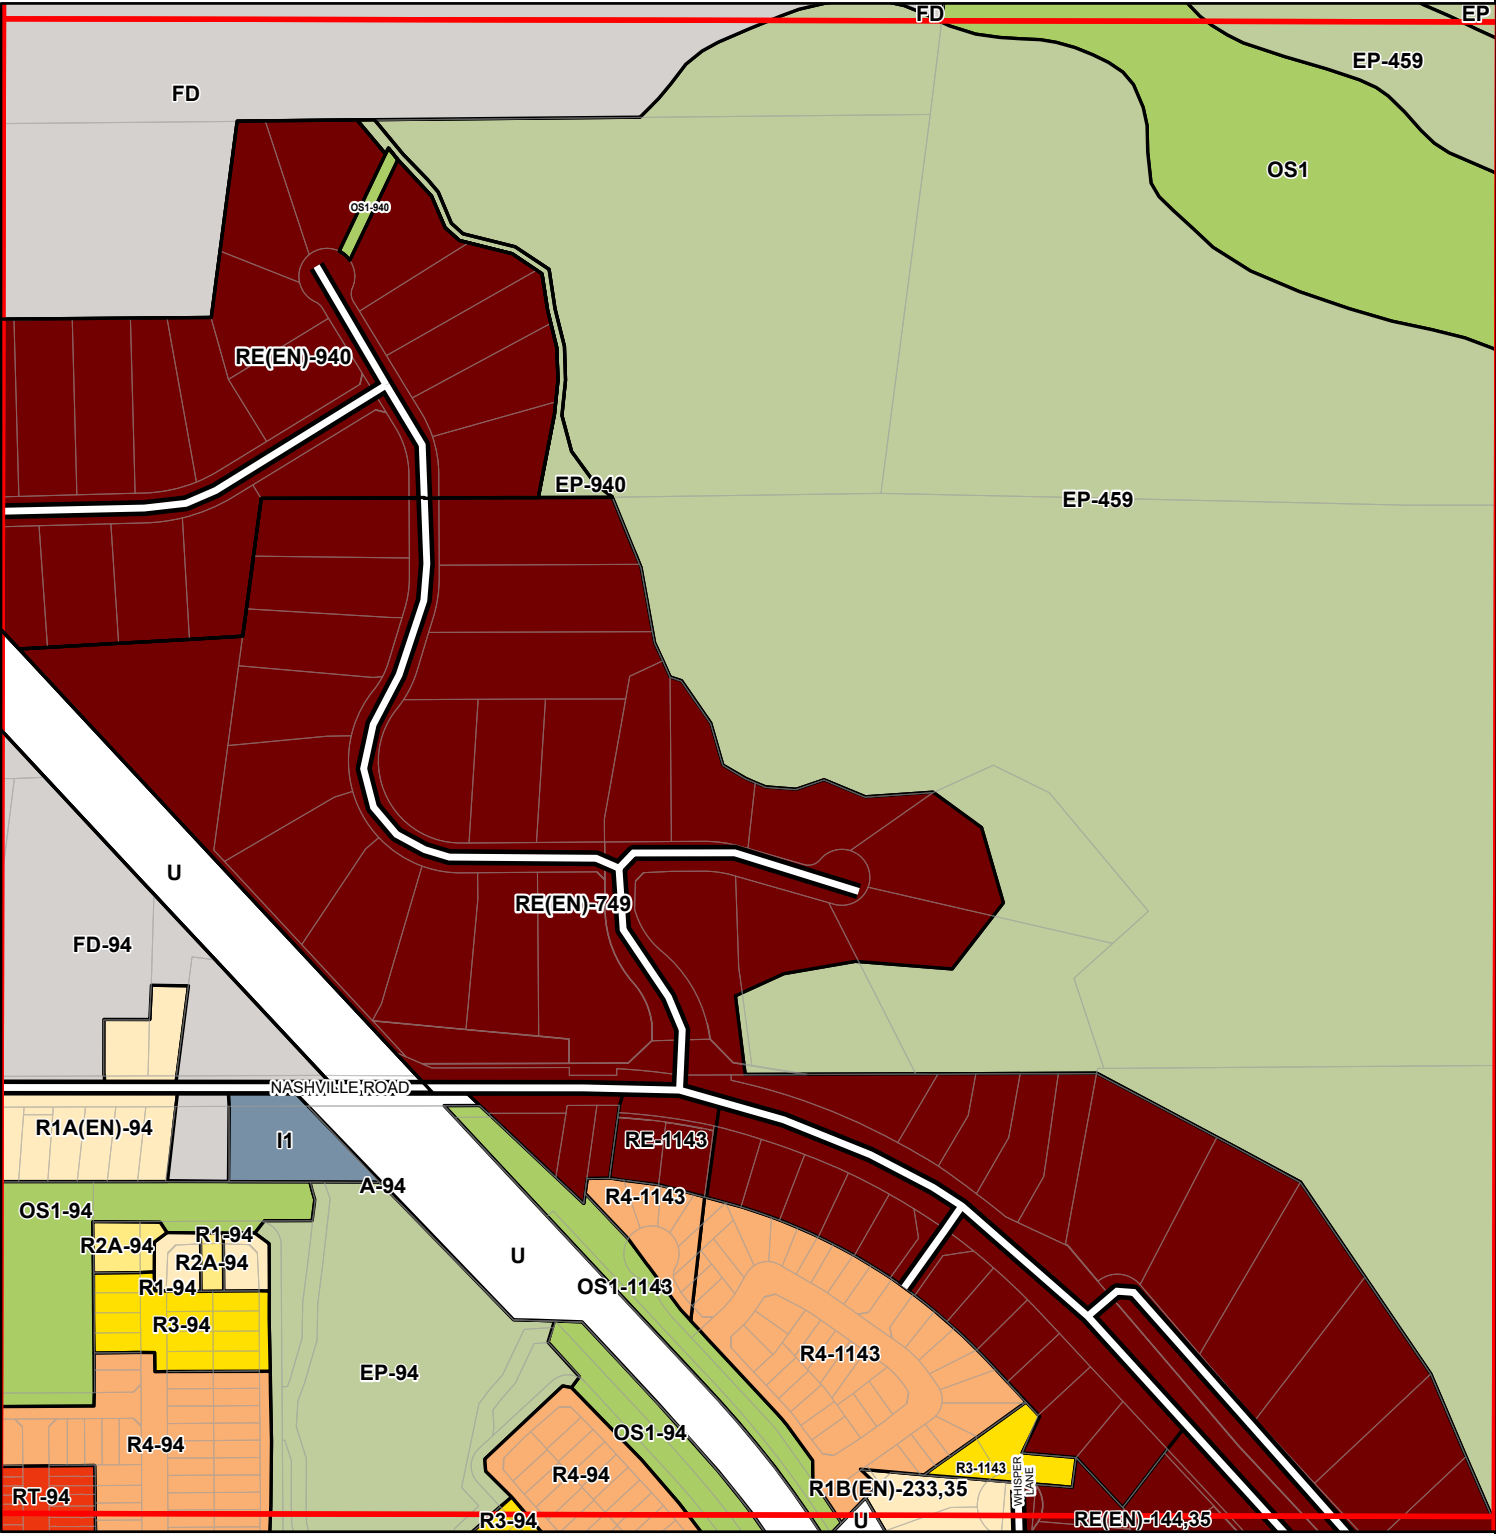 FD
EP
EP-459
FD
OS1
OS1-940
RE(EN)-940
EP-940
EP-459
U
RE(EN)-749
FD-94
NASHVILLE ROAD
R1A(EN)-94
I1
RE-1143
A-94
R4-1143
OS1-94
R1-94
R2A-94
R2A-94
U
R1-94
OS1-1143
R3-94
R4-1143
EP-94
OS1-94
R4-94
R3-1143
R4-94
WHISPER
LANE
R1B(EN)-233,35
RT-94
R3-94
U
RE(EN)-144,35